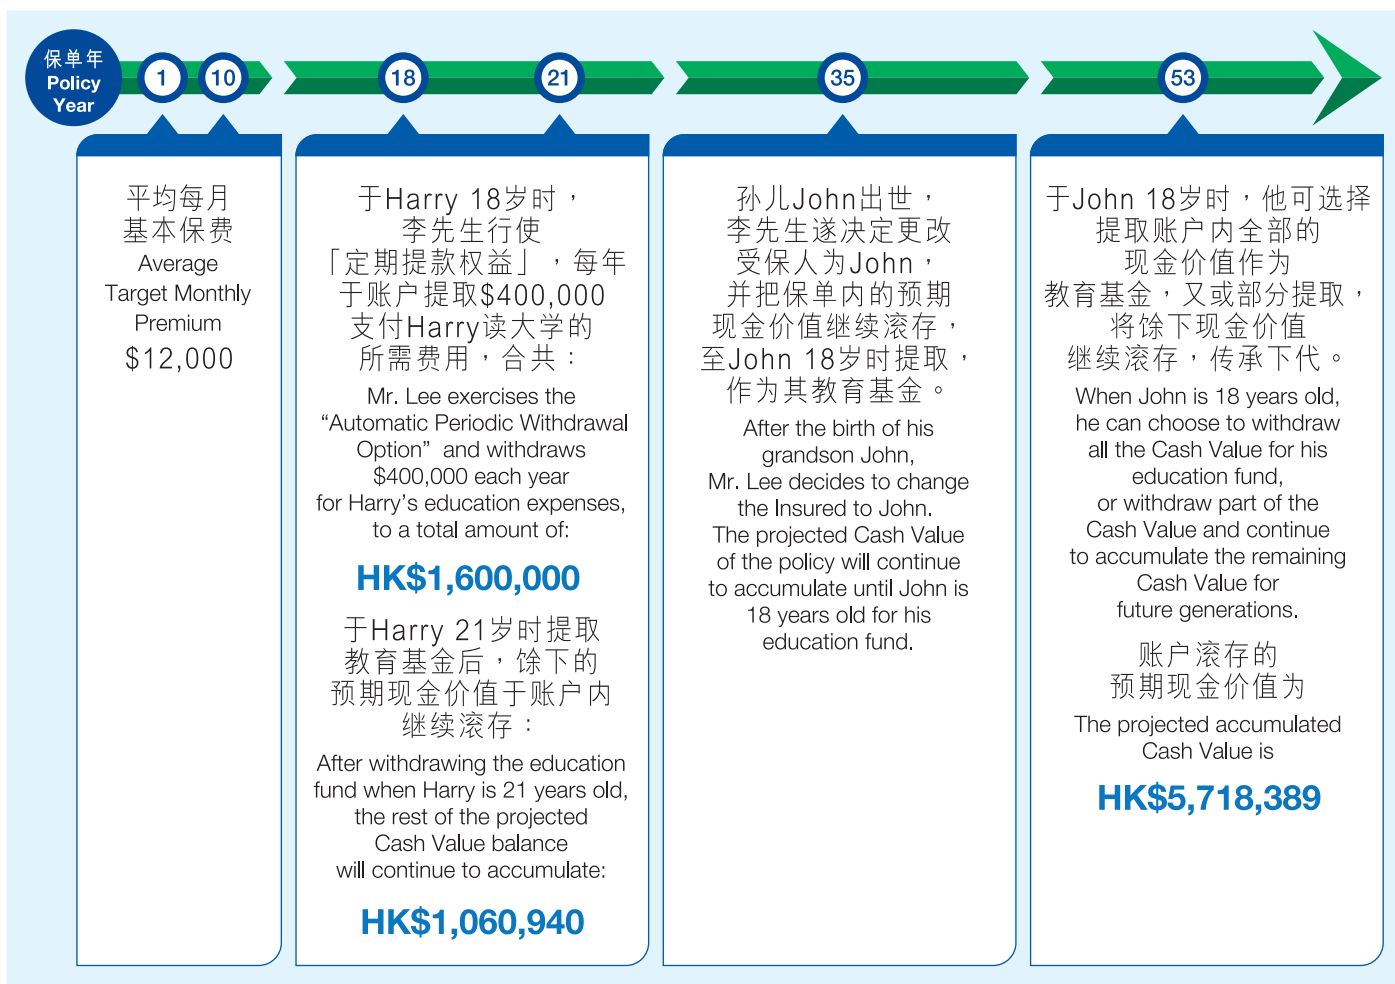 保单年
Policy
Year
1
10
18
21
35
53
平均每月
基本保费
Average
Target Monthly
Premium
$12,000
于Harry 18岁时，
李先生行使
「定期提款权益」，每年
于账户提取$400,000
支付Harry读大学的
所需费用，合共：
Mr. Lee exercises the
“Automatic Periodic Withdrawal
Option” and withdraws
$400,000 each year
for Harry’s education expenses,
to a total amount of:
HK$1,600,000
于Harry 21岁时提取
教育基金后，馀下的
预期现金价值于账户内
继续滚存：
After withdrawing the education
fund when Harry is 21 years old,
the rest of the projected
Cash Value balance
will continue to accumulate:
HK$1,060,940
孙儿John出世，
李先生遂决定更改
受保人为John，
并把保单内的预期
现金价值继续滚存，
至John 18岁时提取，
作为其教育基金。
After the birth of his
grandson John,
Mr. Lee decides to change
the Insured to John.
The projected Cash Value
of the policy will continue
to accumulate until John is
18 years old for his
education fund.
于John 18岁时，他可选择
提取账户内全部的
现金价值作为
教育基金，又或部分提取，
将馀下现金价值
继续滚存，传承下代。
When John is 18 years old,
he can choose to withdraw
all the Cash Value for his
education fund,
or withdraw part of the
Cash Value and continue
to accumulate the remaining
Cash Value for
future generations.
账户滚存的
预期现金价值为
The projected accumulated
Cash Value is
HK$5,718,389